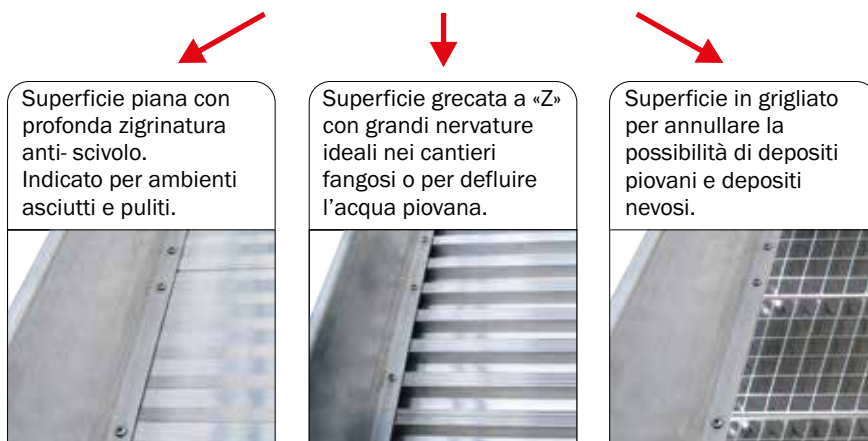 Superficie piana con
profonda zigrinatura
anti- scivolo.
Indicato per ambienti
asciutti e puliti.
Superficie grecata a «Z»
con grandi nervature
ideali nei cantieri
fangosi o per defluire
l’acqua piovana.
Superficie in grigliato
per annullare la
possibilità di depositi
piovani e depositi
nevosi.